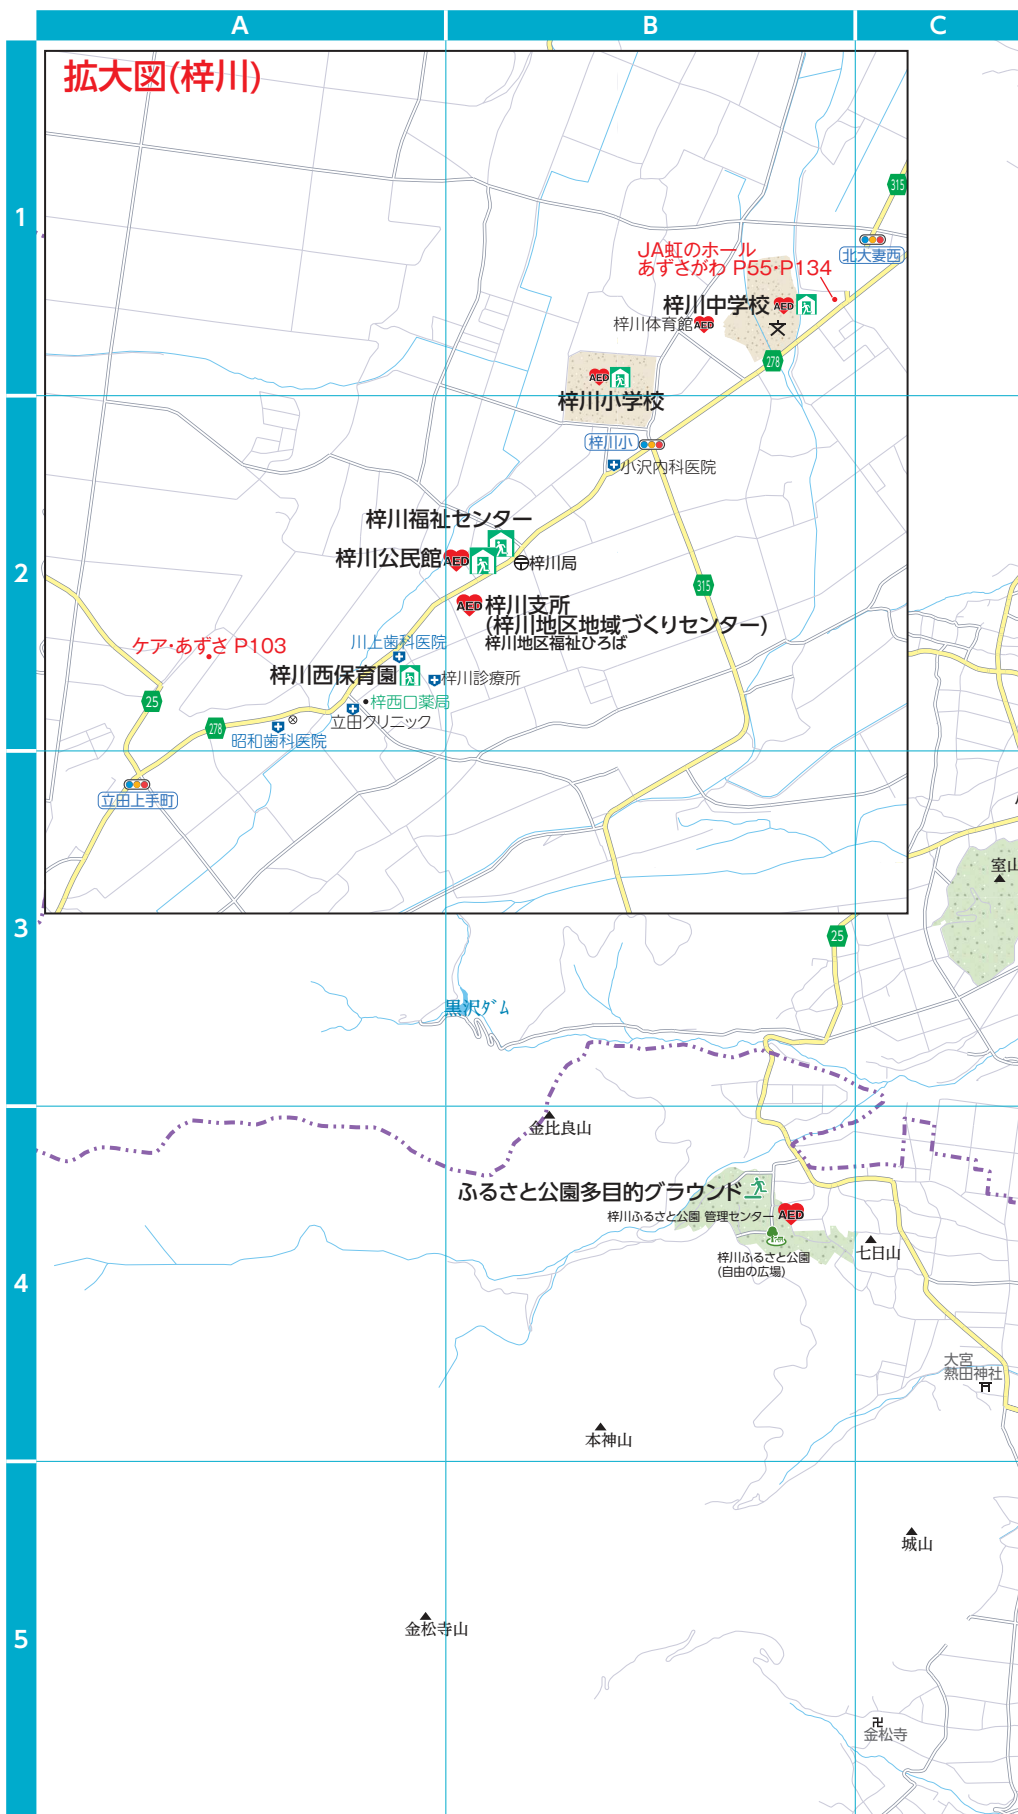 A
B
C
1
2
3
4
5
拡大図(梓川)
315
北大妻西
JA虹のホール
あずさがわ P55・P134
梓川中学校
AED
梓川体育館
AED
文
278
AED
梓川小学校
梓川小
小沢内科医院
梓川福祉センター
梓川公民館
AED
梓川局
315
AED
梓川支所
(梓川地区地域づくりセンター)
梓川地区福祉ひろば
川上歯科医院
ケア・あずさ P103
梓川西保育園
梓川診療所
梓西口薬局
立田クリニック
25
278
昭和歯科医院
立田上手町
室山
25
黒沢ダム
金比良山
ふるさと公園多目的グラウンド
梓川ふるさと公園 管理センター
AED
梓川ふるさと公園
(自由の広場)
七日山
大宮
熱田神社
本神山
城山
金松寺山
卍
金松寺